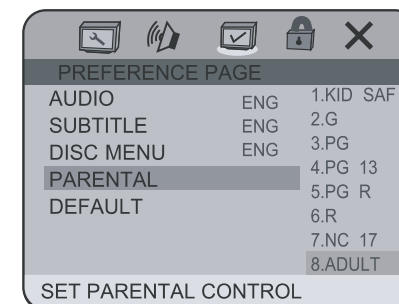 PREFERENCE PAGE
AUDIO ENG
SUBTITLE ENG
DISC MENU ENG
PARENTAL
DEFAULT
1.KID SAF
2.G
3.PG
4.PG 13
5.PG R
6.R
7.NC 17
8.ADULT
SET PARENTAL CONTROL